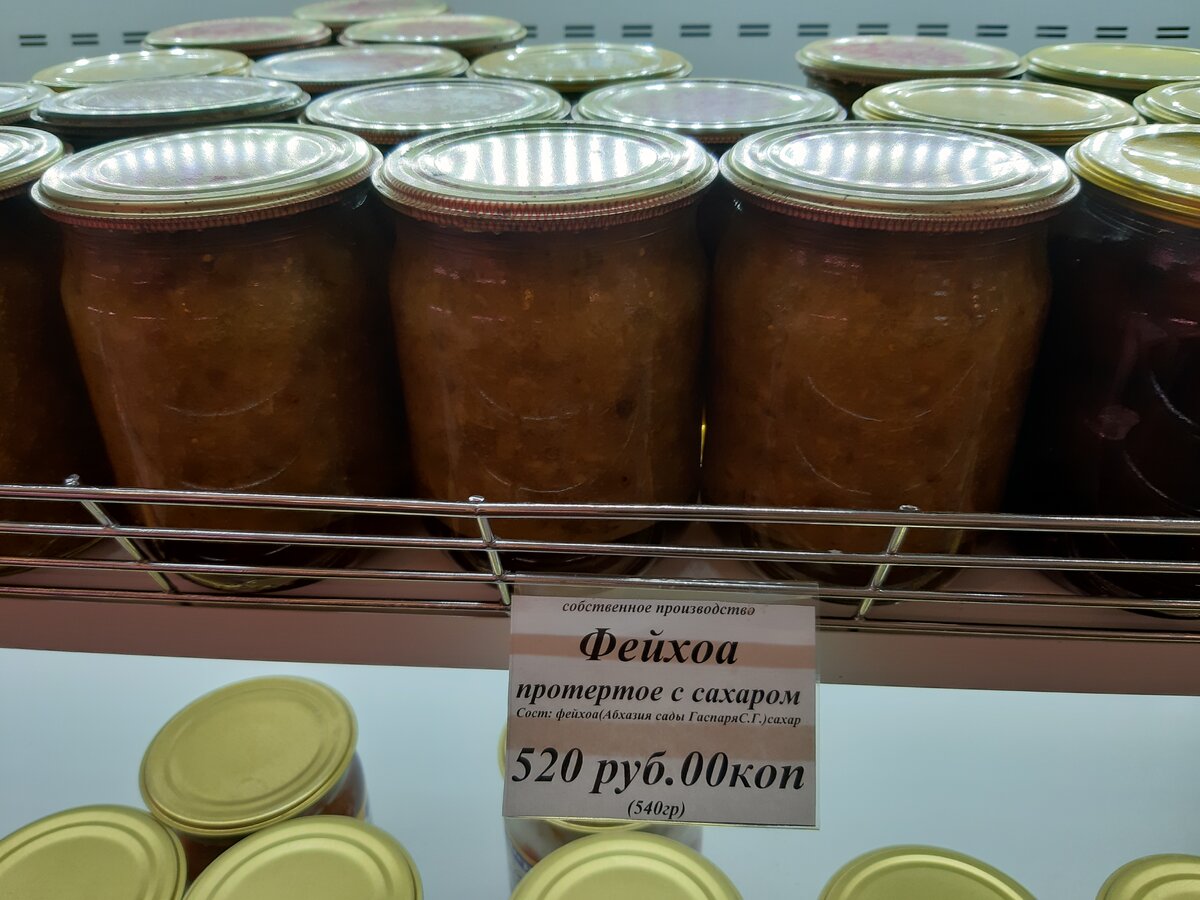 собственное производство
Фейхоа
протертое с сахаром
Сост: фейхоа(Абхазия сады ГаспаряС.Г.)сахар
520 руб.00коп
(540гр)